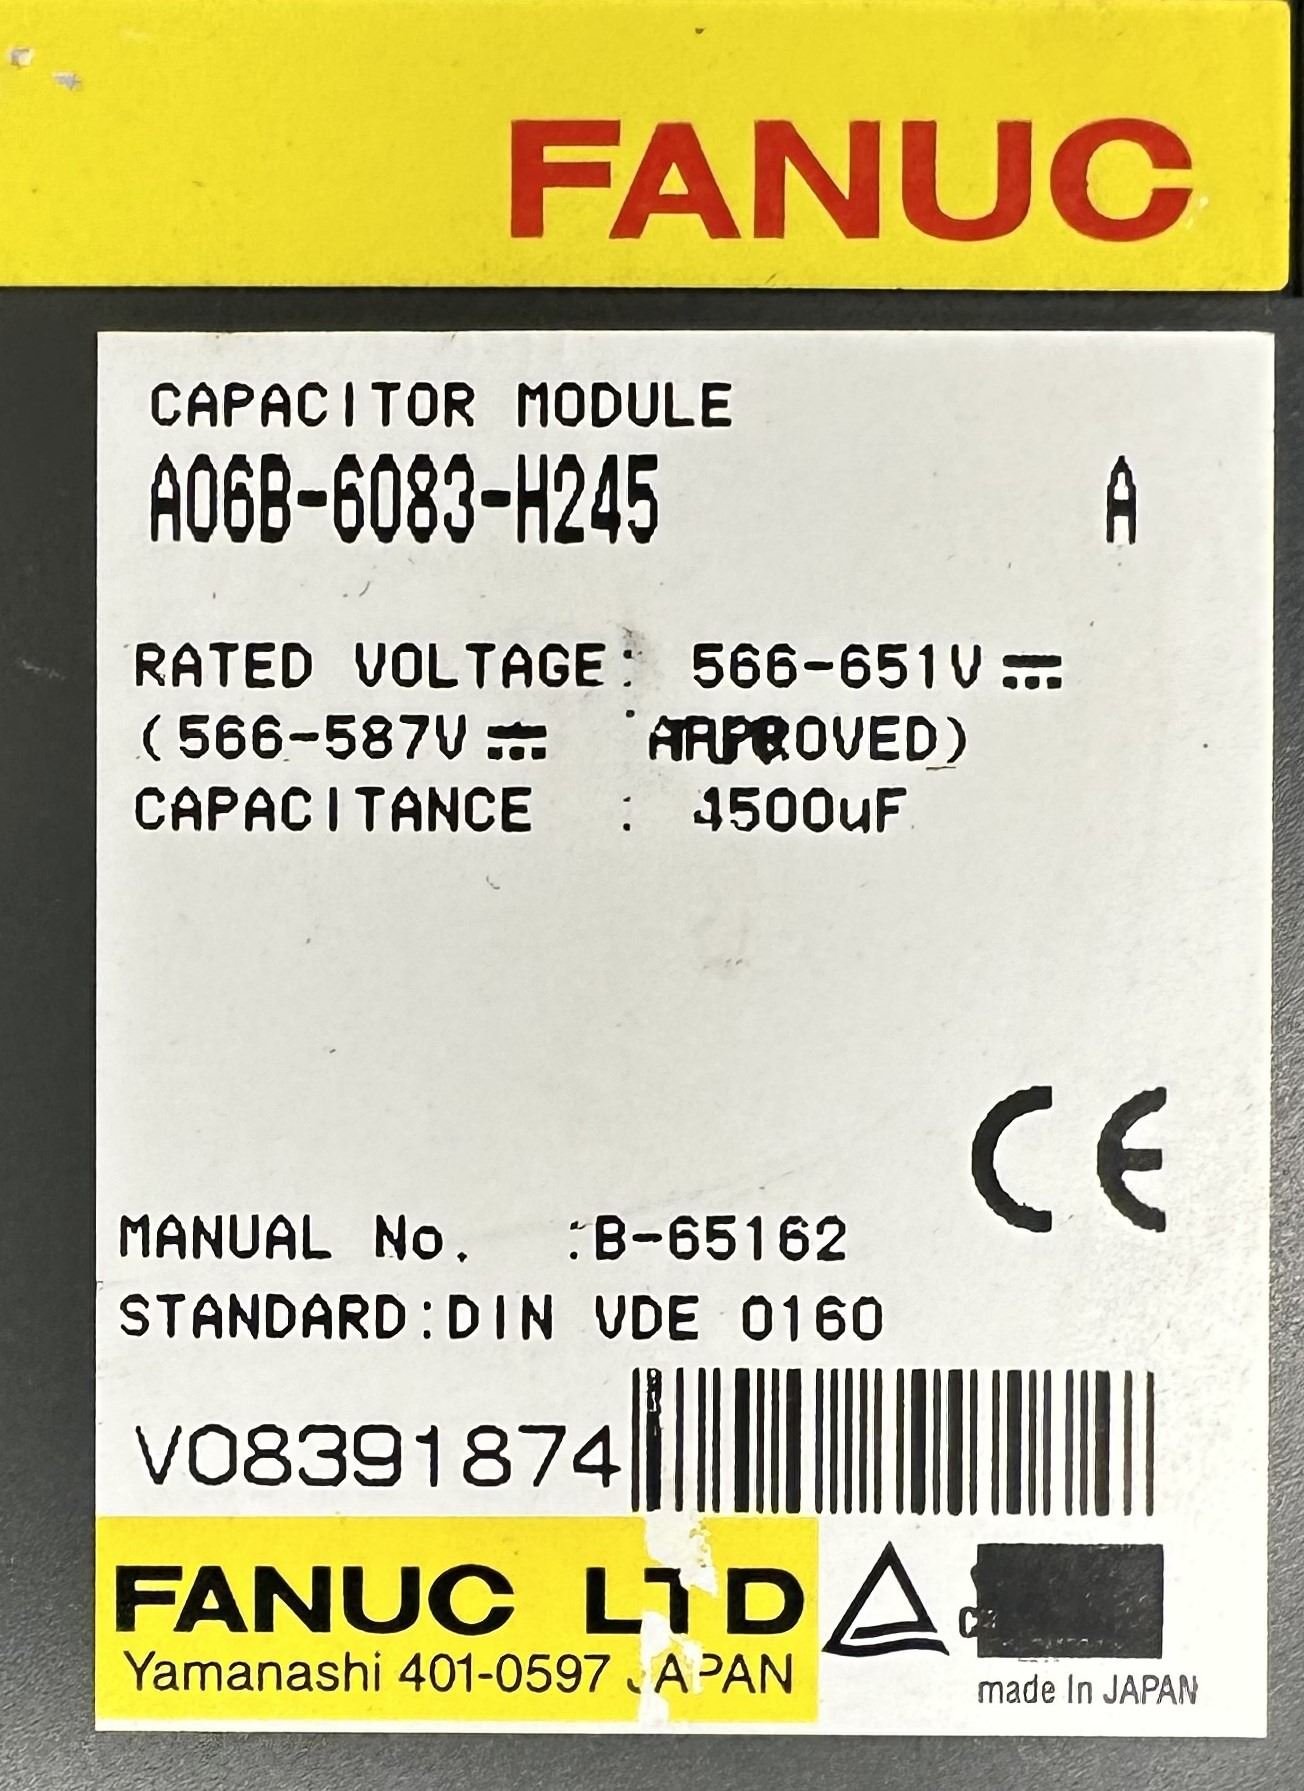 FANUC
CAPACITOR MODULE
A06B-6083-H245 A
RATED VOLTAGE: 566-651V
(566-587V APPROVED)
CAPACITANCE : 4500uF
CE
MANUAL No. :B-65162
STANDARD:DIN VDE 0160
V08391874
FANUC LTD
Yamanashi 401-0597 JAPAN
made In JAPAN